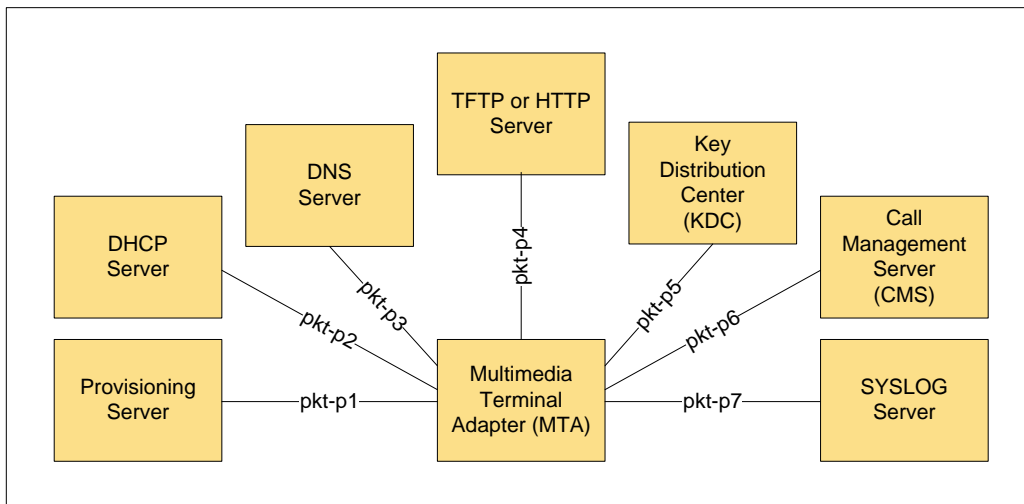 TFTP or HTTP
Server
DNS
Server
Key
Distribution
Center
(KDC)
DHCP
Server
Call
Management
Server
(CMS)
pkt-p4
pkt-p3
pkt-p5
pkt-p2
pkt-p6
Provisioning
Server
pkt-p1
Multimedia
Terminal
Adapter (MTA)
pkt-p7
SYSLOG
Server